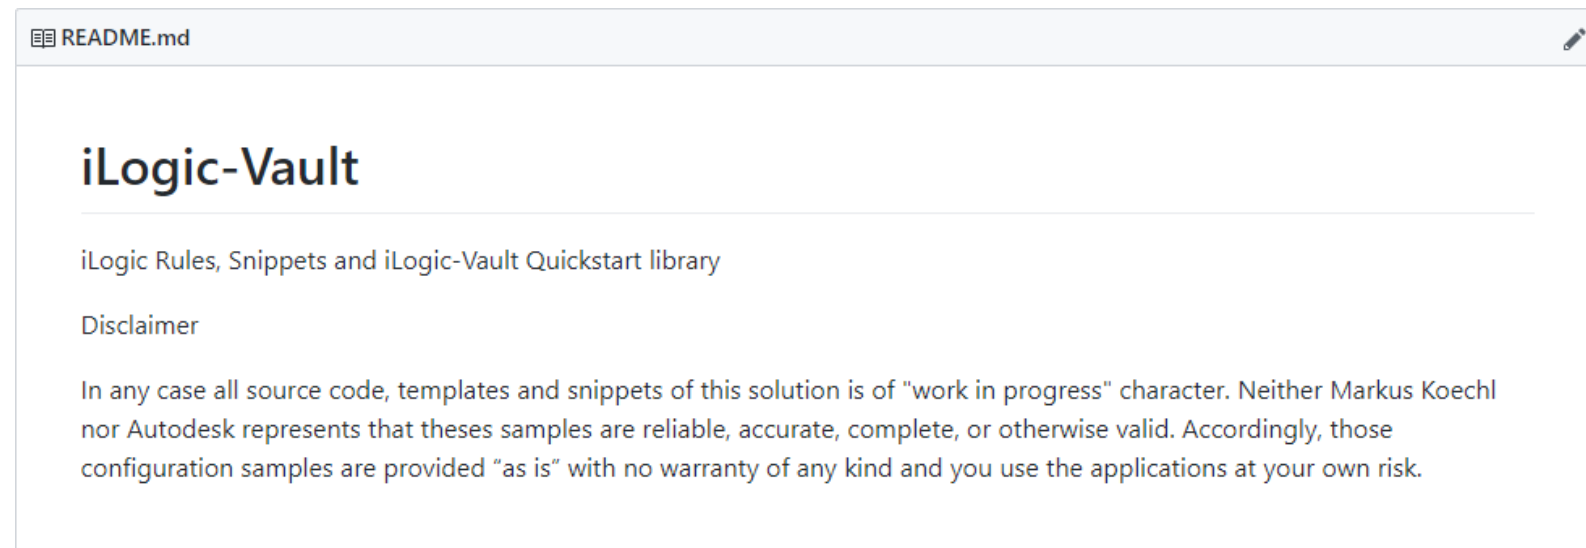 README.md
iLogic-Vault
iLogic Rules, Snippets and iLogic-Vault Quickstart library
Disclaimer
In any case all source code, templates and snippets of this solution is of "work in progress" character. Neither Markus Koechl
nor Autodesk represents that theses samples are reliable, accurate, complete, or otherwise valid. Accordingly, those
configuration samples are provided “as is” with no warranty of any kind and you use the applications at your own risk.